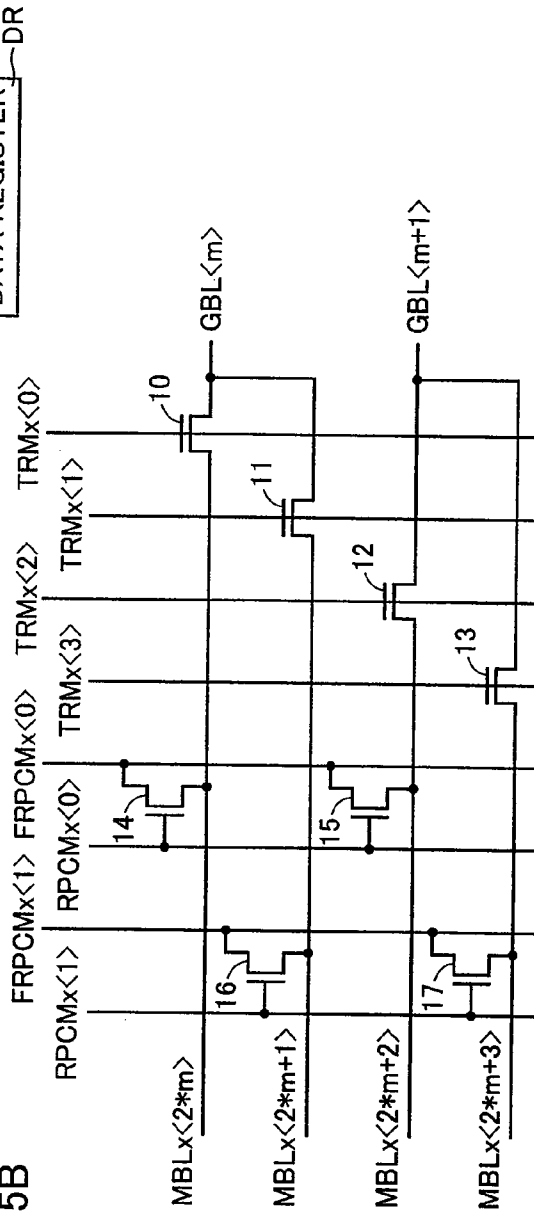 5B
DATA REGISTER
DR
TRMx<0>
TRMx<1>
TRMx<2>
TRMx<3>
FRPCMx<0>
RPCMx<0>
FRPCMx<1>
RPCMx<1>
10
GBL<m>
11
12
GBL<m+1>
13
14
15
16
17
MBLx<2*m>
MBLx<2*m+1>
MBLx<2*m+2>
MBLx<2*m+3>